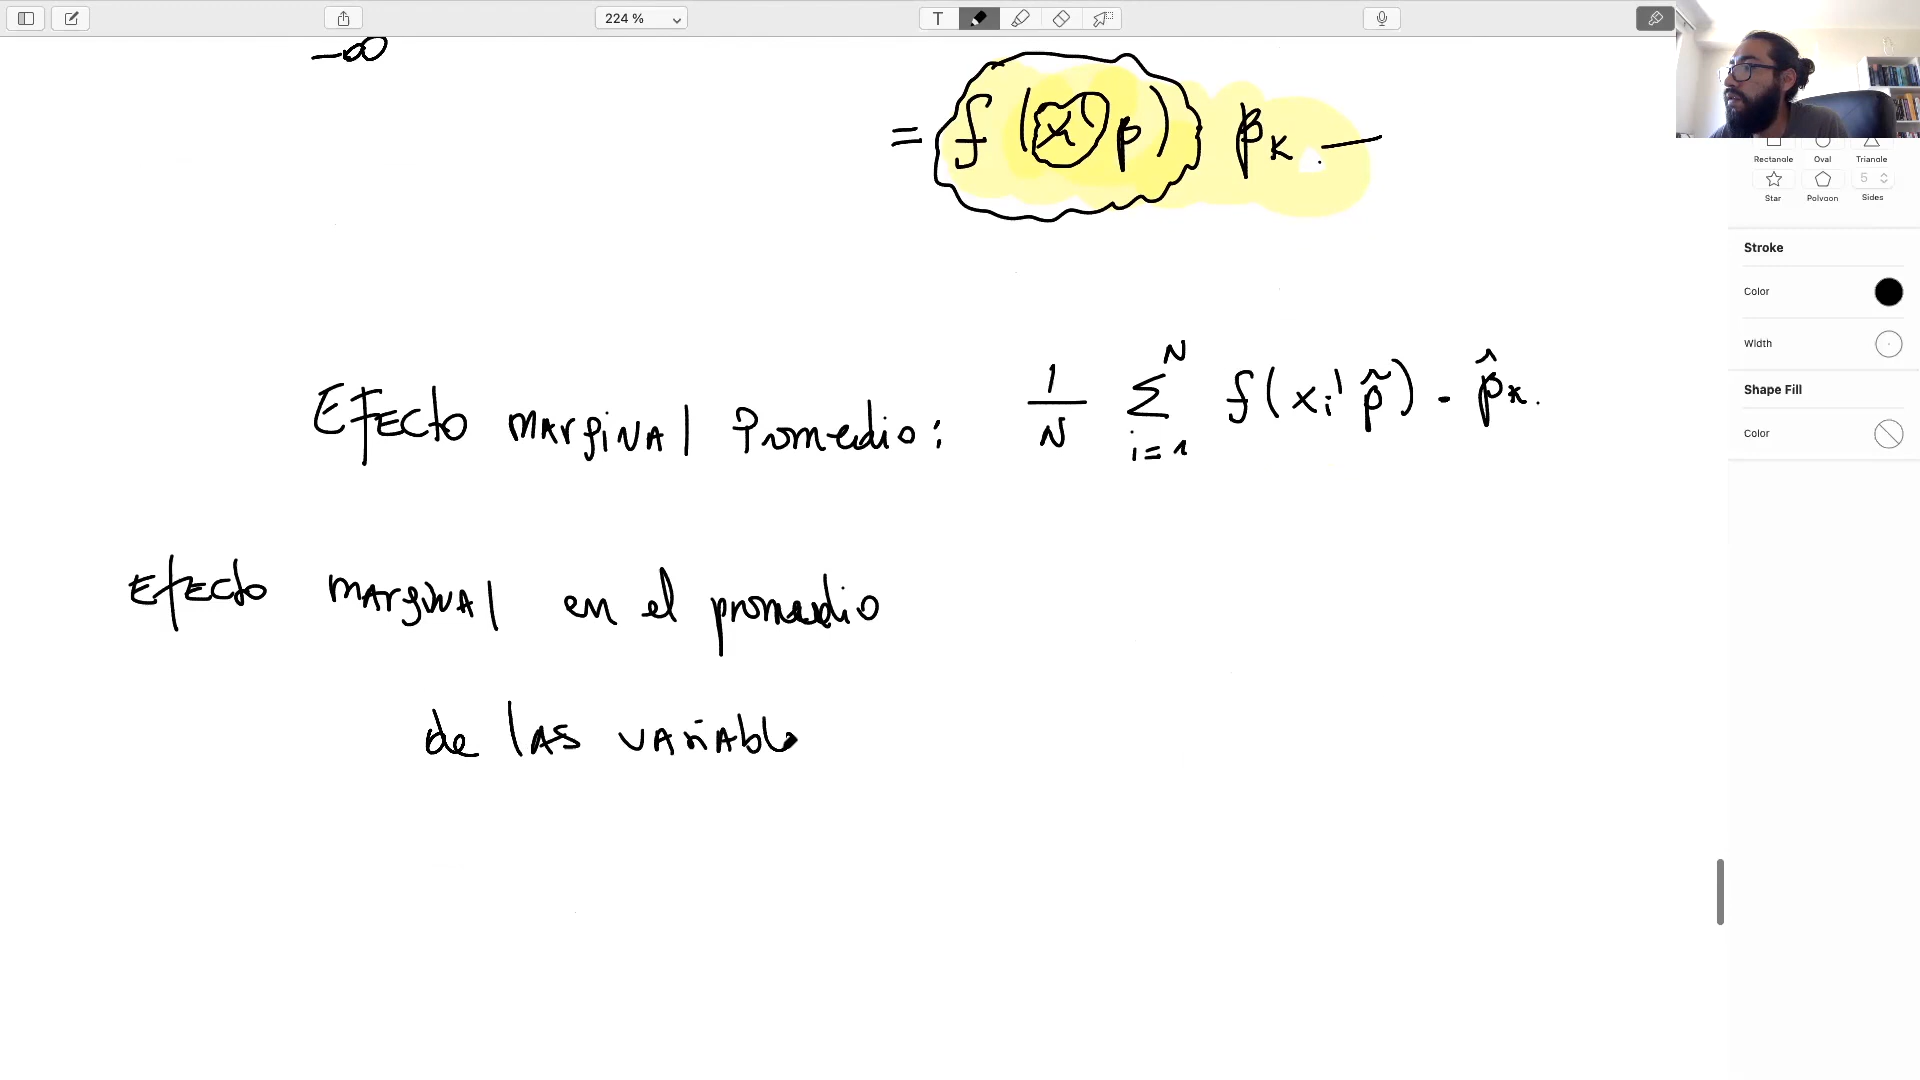 224 %
T
−∞
= f (x' β) βk
Rectangle Oval Triangle
5
Star Polygon Sides
Stroke
Color
Width
Shape Fill
Color
Efecto marginal Promedio: 1/N Σ_{i=1}^{N} f(xi' β̂) · β̂k.
Efecto marginal en el promedio
de las variable